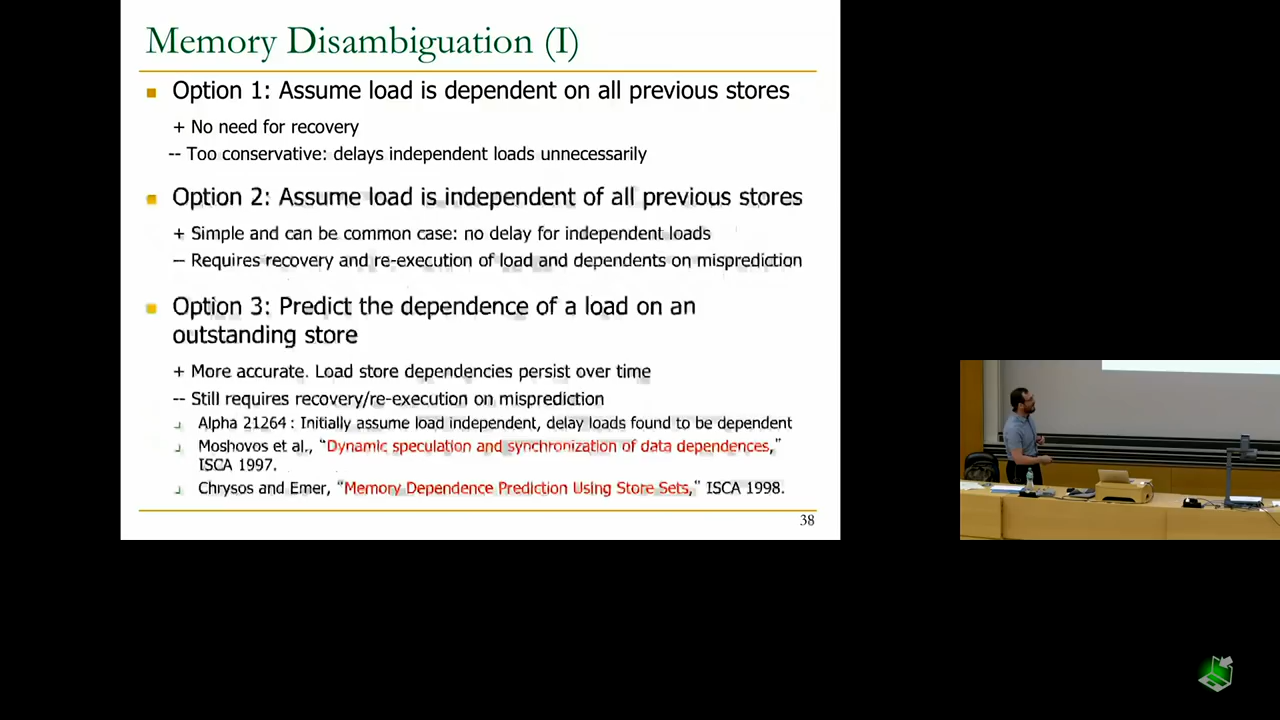 Memory Disambiguation (I)
Option 1: Assume load is dependent on all previous stores
+ No need for recovery
-- Too conservative: delays independent loads unnecessarily
Option 2: Assume load is independent of all previous stores
+ Simple and can be common case: no delay for independent loads
-- Requires recovery and re-execution of load and dependents on misprediction
Option 3: Predict the dependence of a load on an
outstanding store
+ More accurate. Load store dependencies persist over time
-- Still requires recovery/re-execution on misprediction
Alpha 21264 : Initially assume load independent, delay loads found to be dependent
Moshovos et al., “Dynamic speculation and synchronization of data dependences,”
ISCA 1997.
Chrysos and Emer, “Memory Dependence Prediction Using Store Sets,” ISCA 1998.
38